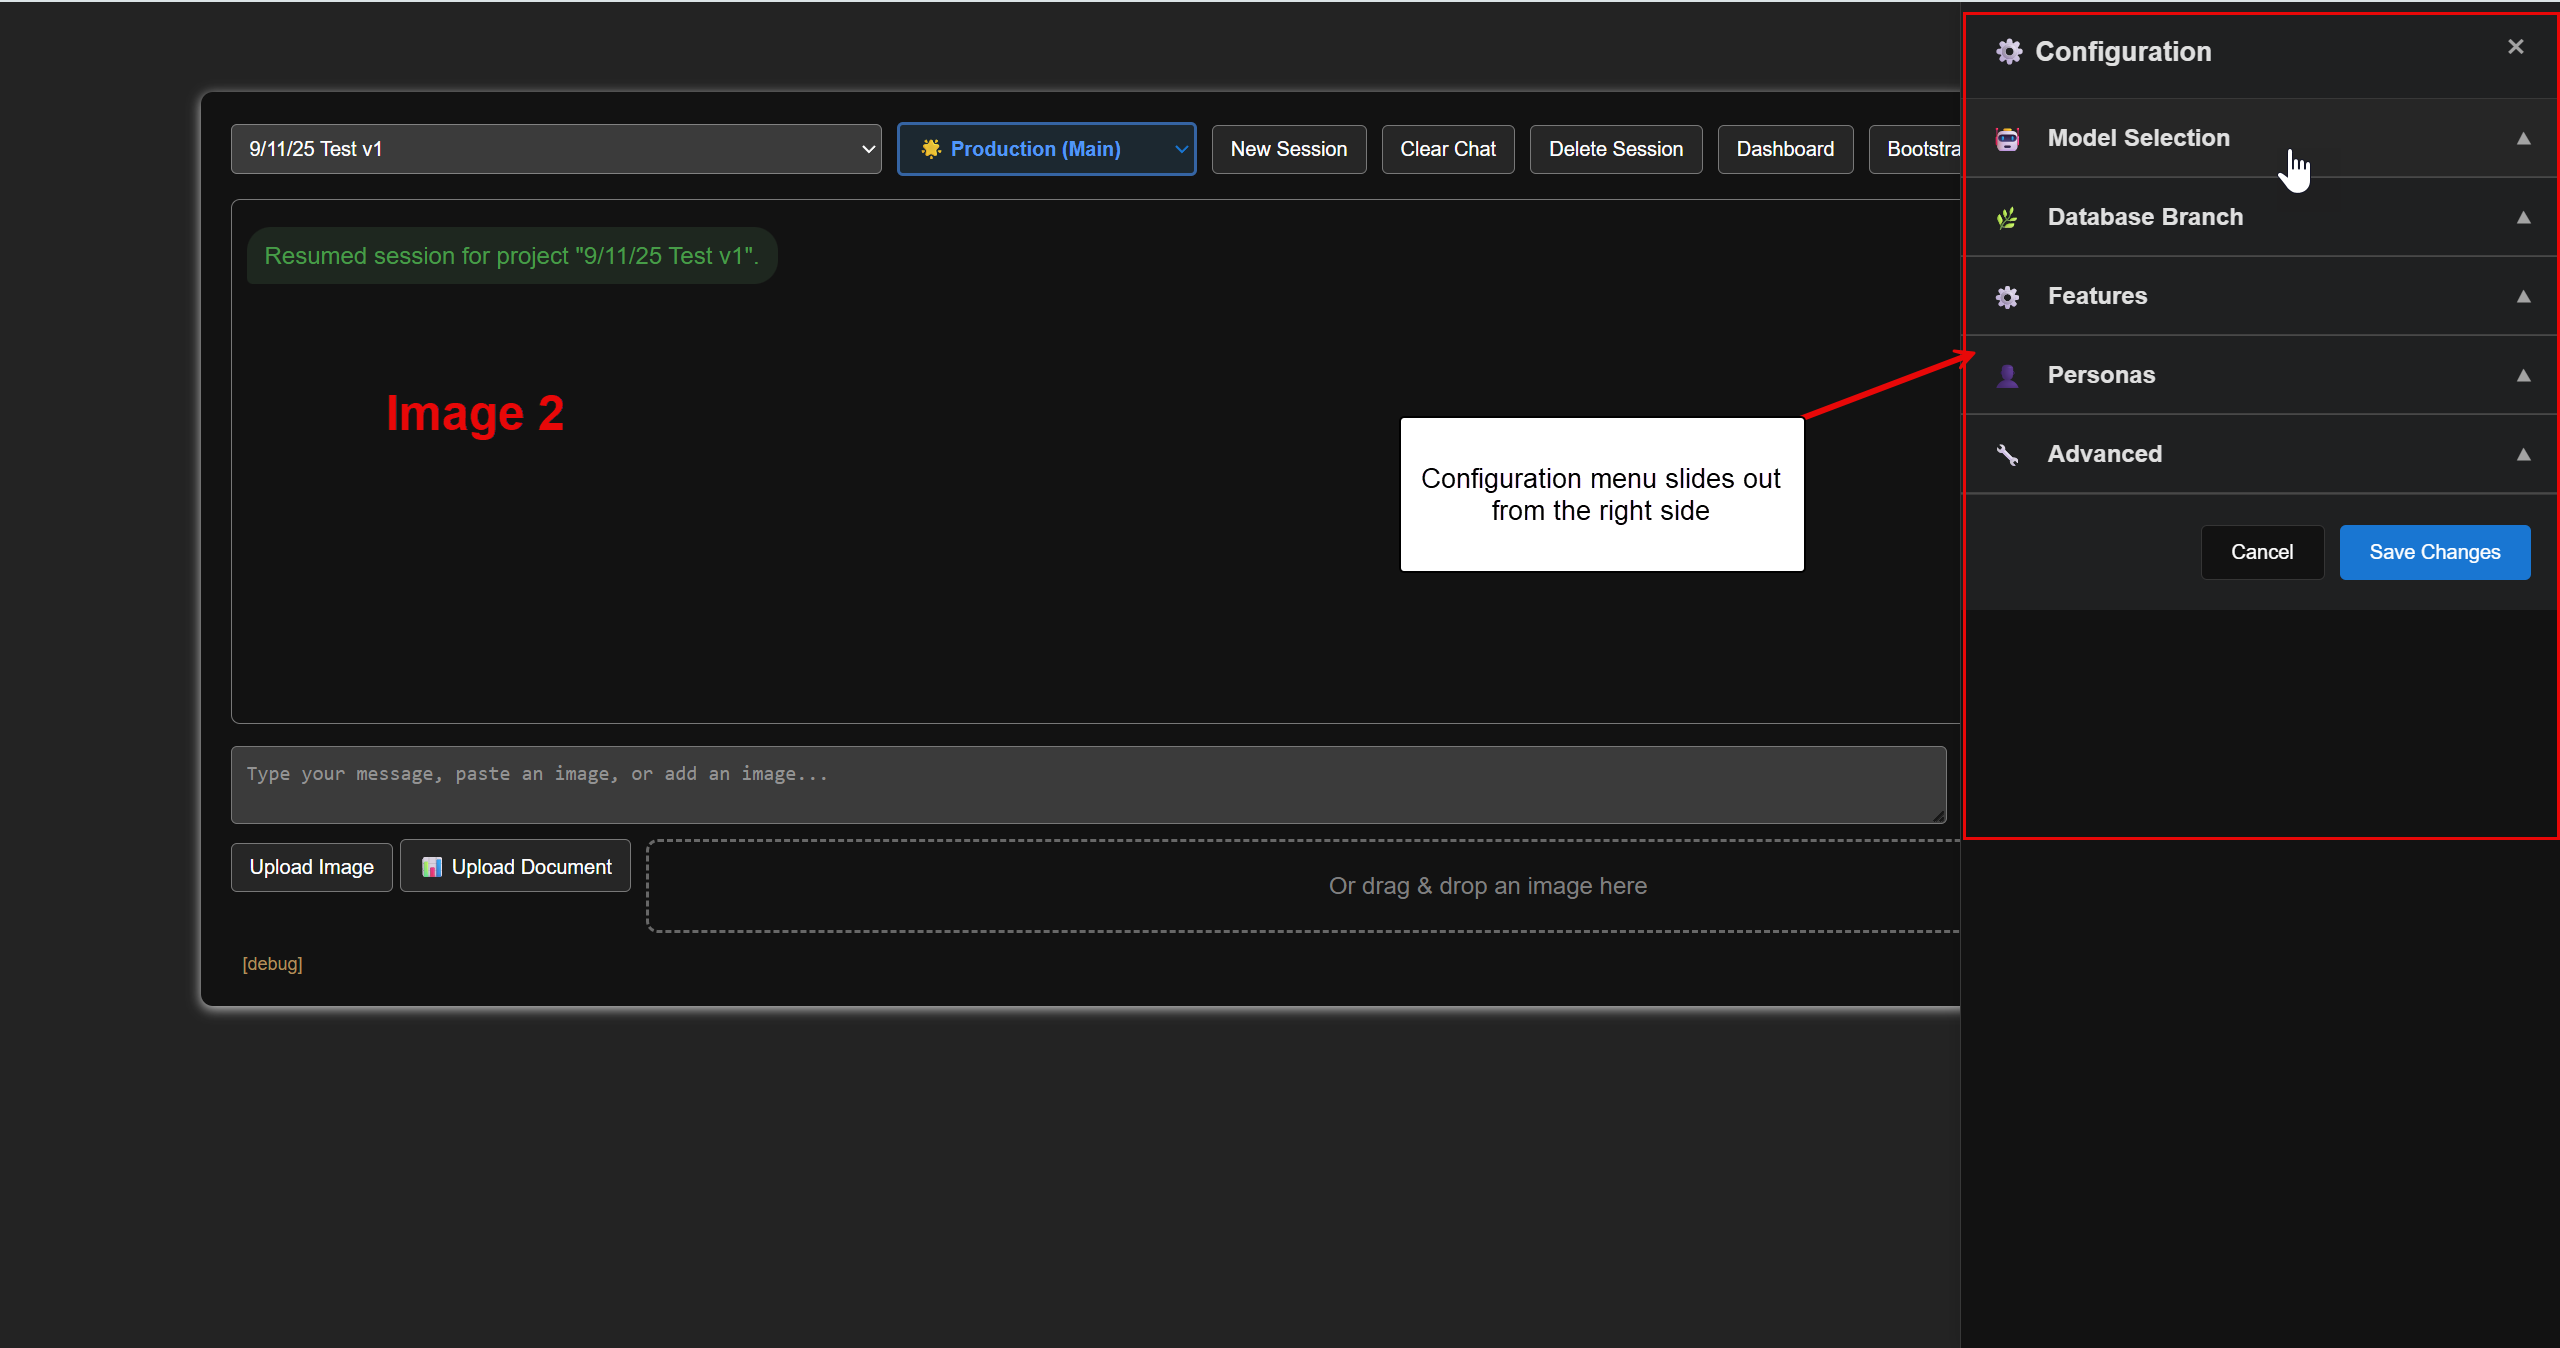 Configuration
✕
9/11/25 Test v1
Production (Main)
New Session
Clear Chat
Delete Session
Dashboard
Bootstra
Model Selection
Database Branch
Features
Personas
Advanced
Cancel
Save Changes
Resumed session for project "9/11/25 Test v1".
Image 2
Configuration menu slides out
from the right side
Type your message, paste an image, or add an image...
Upload Image
Upload Document
Or drag & drop an image here
[debug]